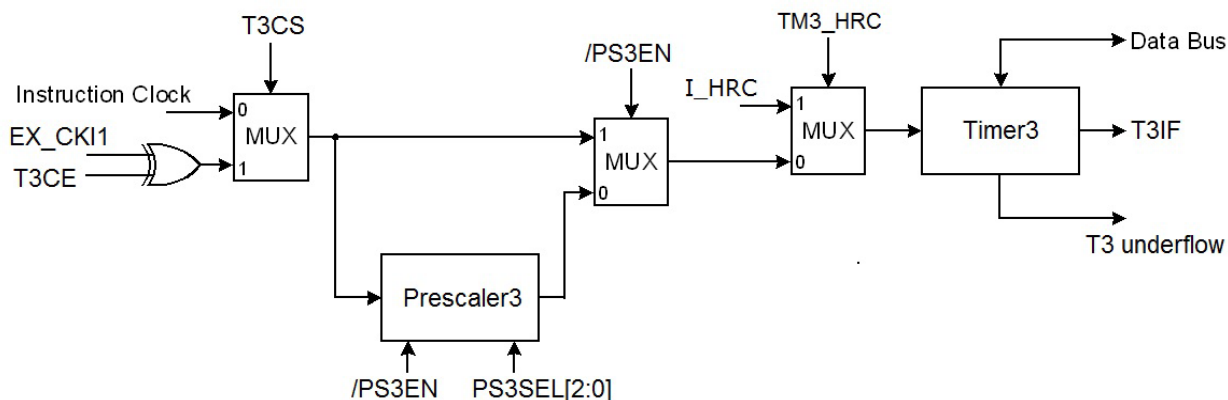 T3CS
TM3_HRC
/PS3EN
Data Bus
Instruction Clock
0
I_HRC
1
EX_CKI1
MUX
1
MUX
MUX
Timer3
T3IF
T3CE
1
0
0
T3 underflow
Prescaler3
/PS3EN
PS3SEL[2:0]